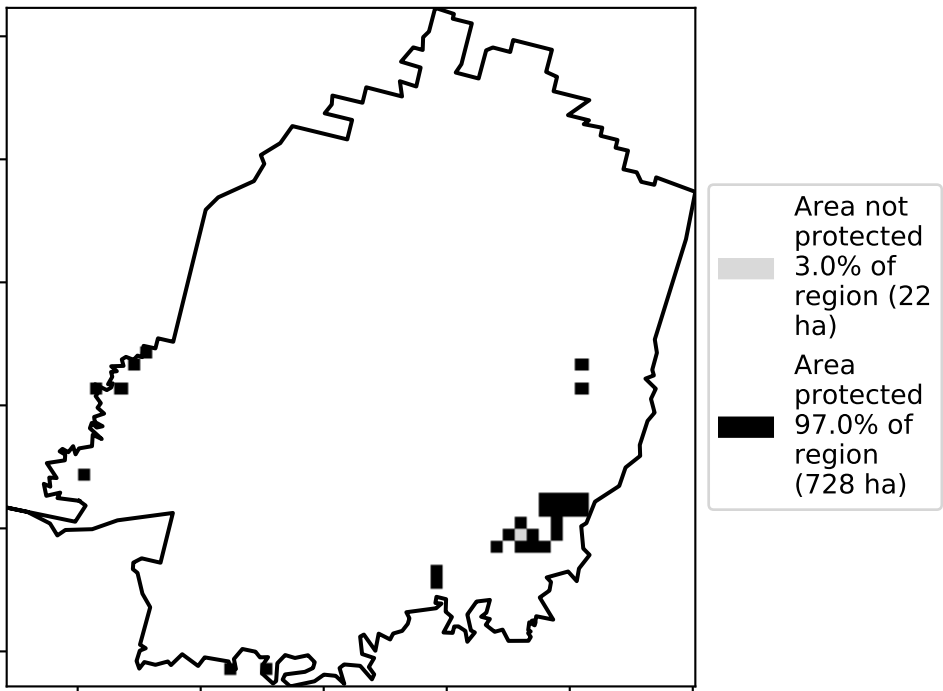 Area not
protected
3.0% of
region (22
ha)
Area
protected
97.0% of
region
(728 ha)